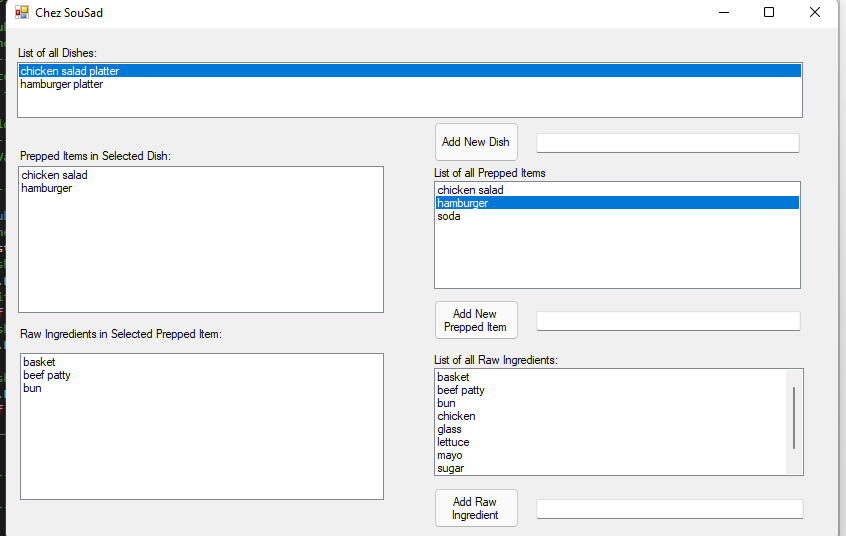 Chez SouSad
List of all Dishes:
chicken salad platter
hamburger platter
Add New Dish
Prepped Items in Selected Dish:
chicken salad
hamburger
List of all Prepped Items
chicken salad
hamburger
soda
Add New
Prepped Item
Raw Ingredients in Selected Prepped Item:
basket
beef patty
bun
List of all Raw Ingredients:
basket
beef patty
bun
chicken
glass
lettuce
mayo
sugar
Add Raw
Ingredient